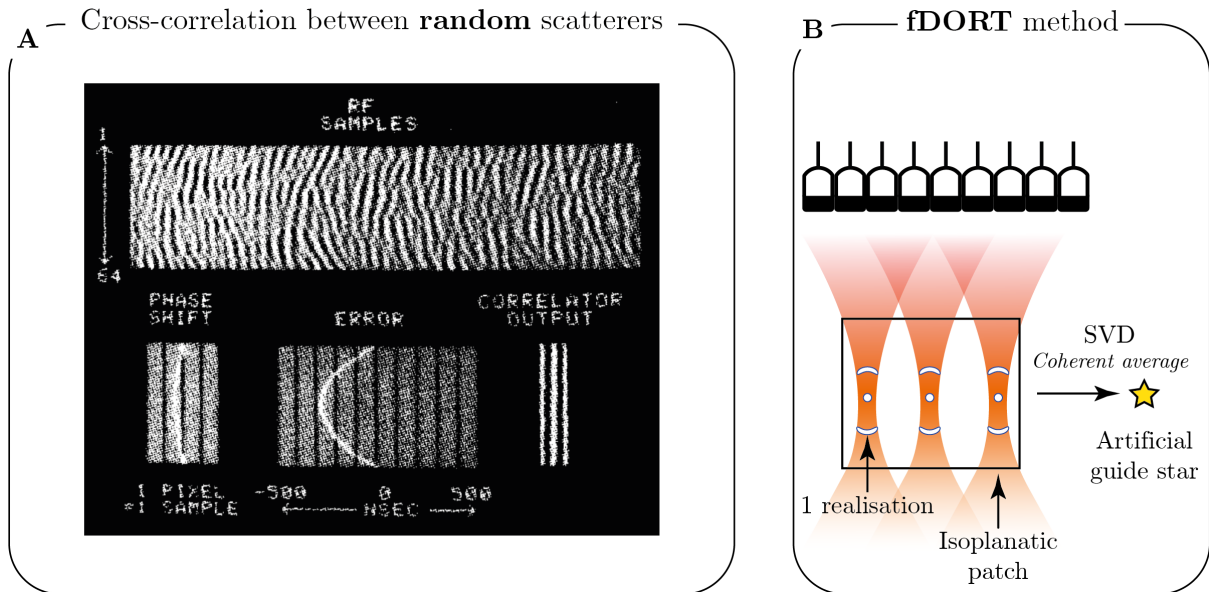 A
Cross-correlation between random scatterers
RF
SAMPLES
1
64
PHASE
SHIFT
ERROR
CORRELATOR
OUTPUT
1 PIXEL
=1 SAMPLE
-500 0 500
NSEC
B
fDORT method
SVD
Coherent average
Artificial
guide star
1 realisation
Isoplanatic
patch